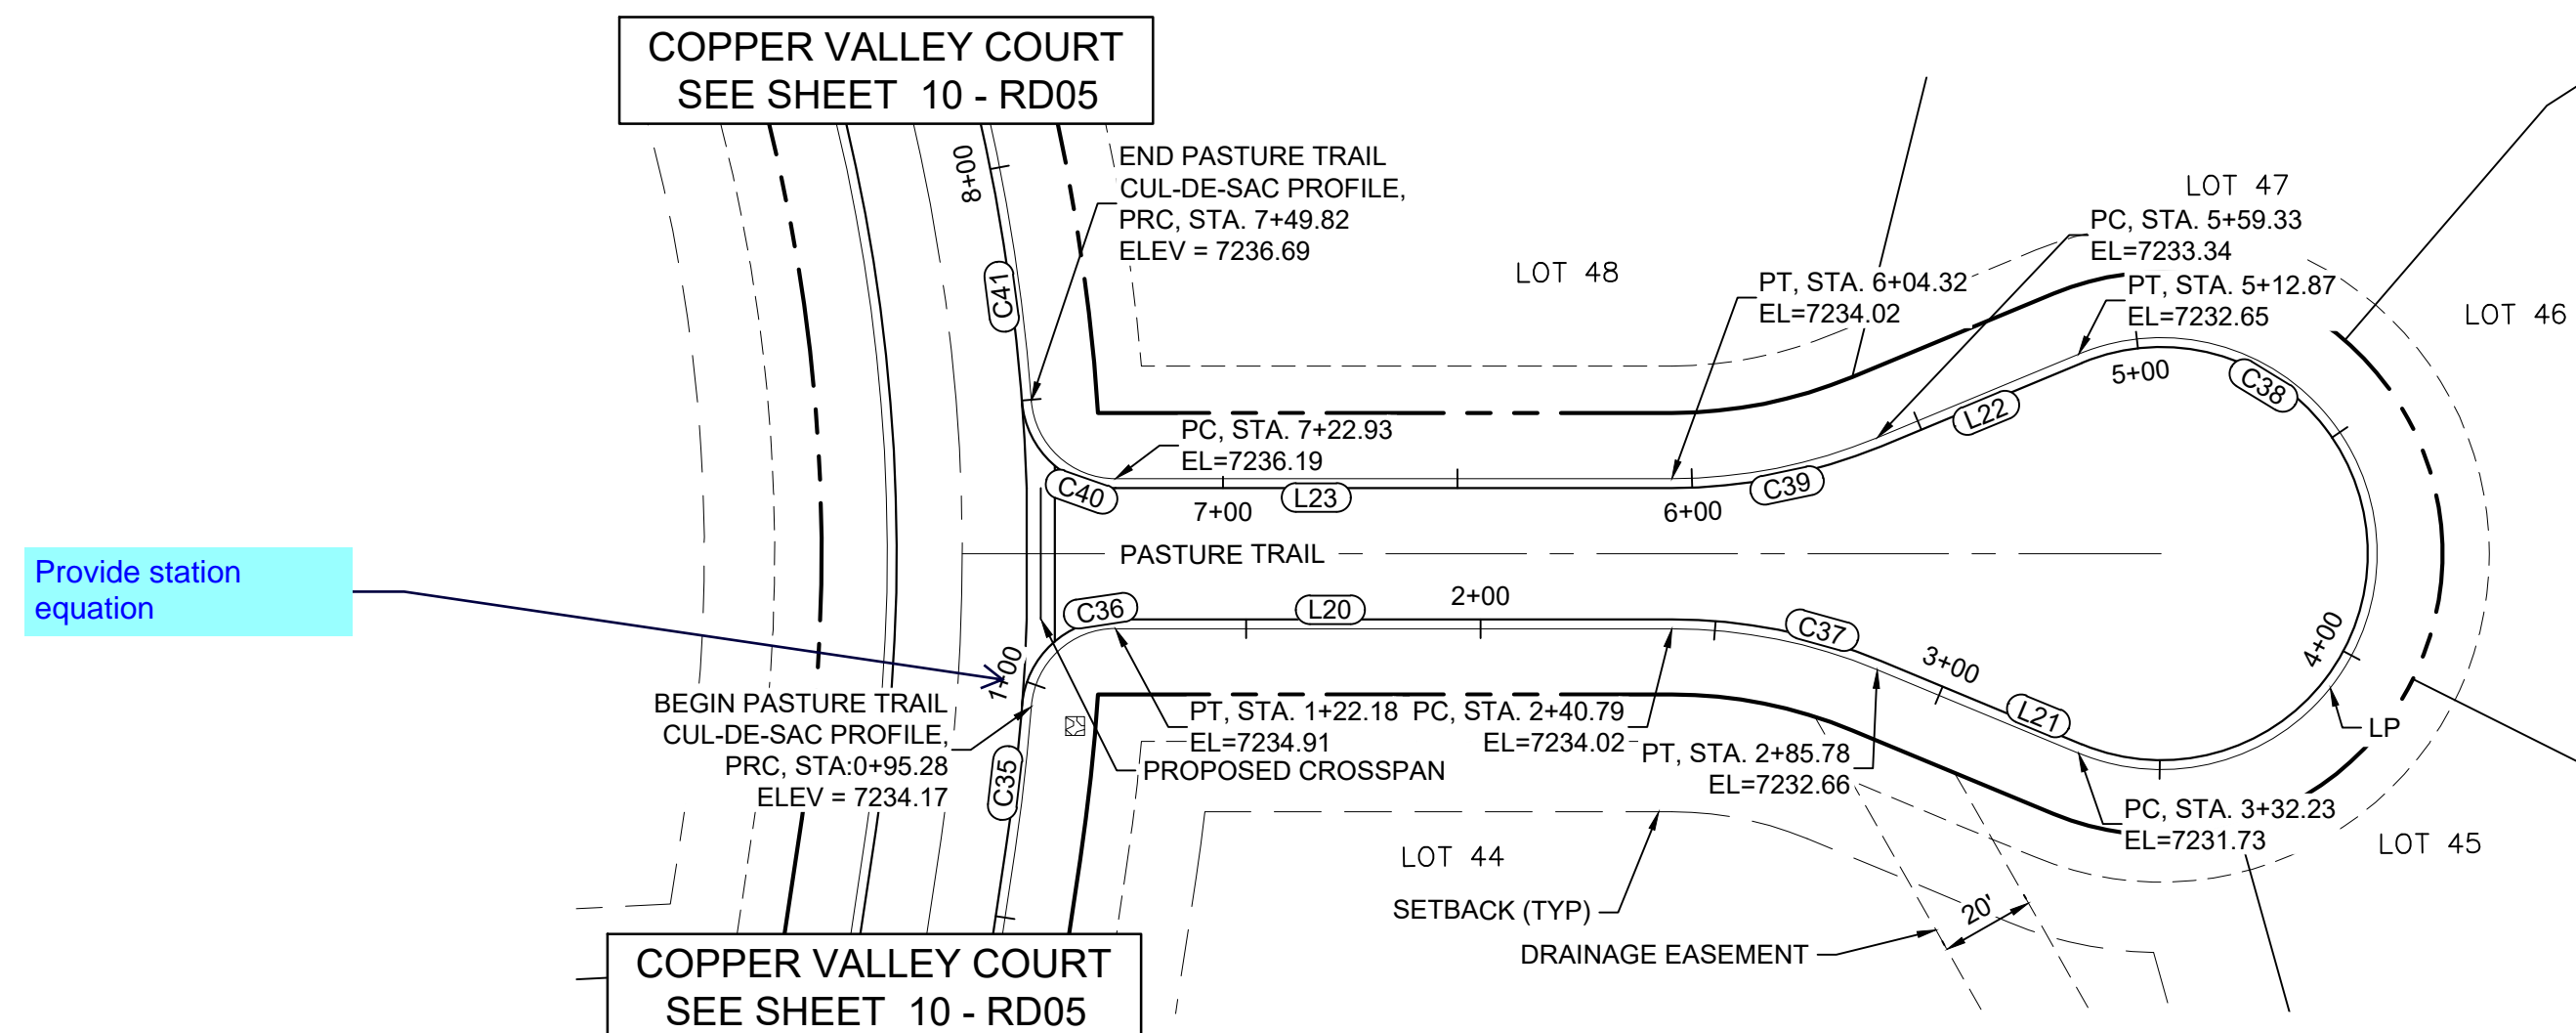 COPPER VALLEY COURT
SEE SHEET 10 - RD05
8+00
END PASTURE TRAIL
CUL-DE-SAC PROFILE,
PRC, STA. 7+49.82
ELEV = 7236.69
LOT 47
PC, STA. 5+59.33
EL=7233.34
LOT 48
PT, STA. 6+04.32
EL=7234.02
PT, STA. 5+12.87
EL=7232.65
LOT 46
C41
5+00
C38
L22
PC, STA. 7+22.93
EL=7236.19
C40
L23
C39
7+00
6+00
PASTURE TRAIL
Provide station
equation
C36
L20
2+00
C37
4+00
1+00
3+00
BEGIN PASTURE TRAIL
CUL-DE-SAC PROFILE,
PRC, STA:0+95.28
ELEV = 7234.17
C35
PT, STA. 1+22.18
EL=7234.91
PC, STA. 2+40.79
EL=7234.02
L21
LP
PROPOSED CROSSPAN
PT, STA. 2+85.78
EL=7232.66
PC, STA. 3+32.23
EL=7231.73
LOT 44
LOT 45
SETBACK (TYP)
20'
DRAINAGE EASEMENT
COPPER VALLEY COURT
SEE SHEET 10 - RD05